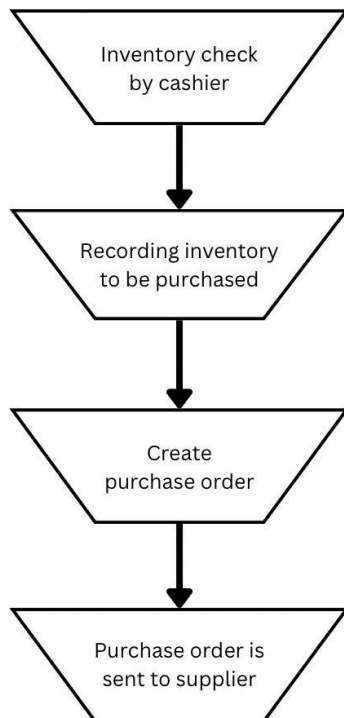 Inventory check
by cashier
Recording inventory
to be purchased
Create
purchase order
Purchase order is
sent to supplier